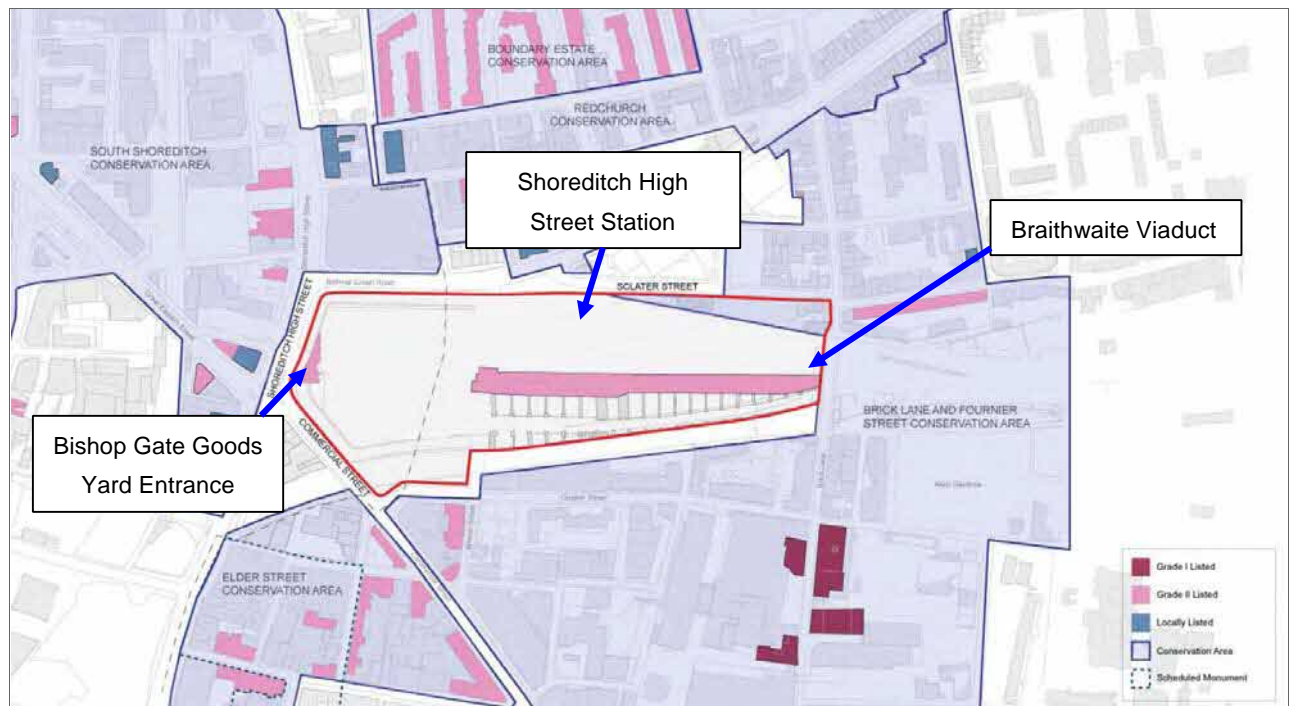 BOUNDARY ESTATE
CONSERVATION AREA
REDCHURCH
CONSERVATION AREA
SOUTH SHOREDITCH
CONSERVATION AREA
Shoreditch High
Street Station
Braithwaite Viaduct
SCLATER STREET
SHOREDITCH HIGH STREET
Bishop Gate Goods
Yard Entrance
COMMERCIAL STREET
BRICK LANE AND FOURNIER
STREET CONSERVATION AREA
ELDER STREET
CONSERVATION AREA
Grade I Listed
Grade II Listed
Locally Listed
Conservation Area
Scheduled Monument